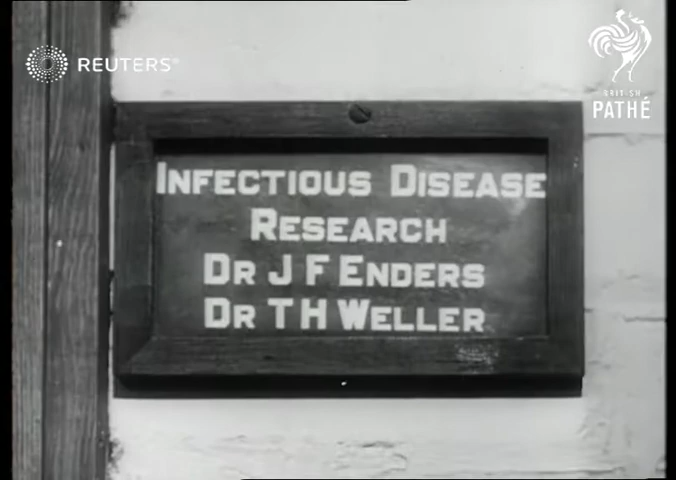 REUTERS
BRITISH
PATHÉ
INFECTIOUS DISEASE
RESEARCH
DR J F ENDERS
DR T H WELLER